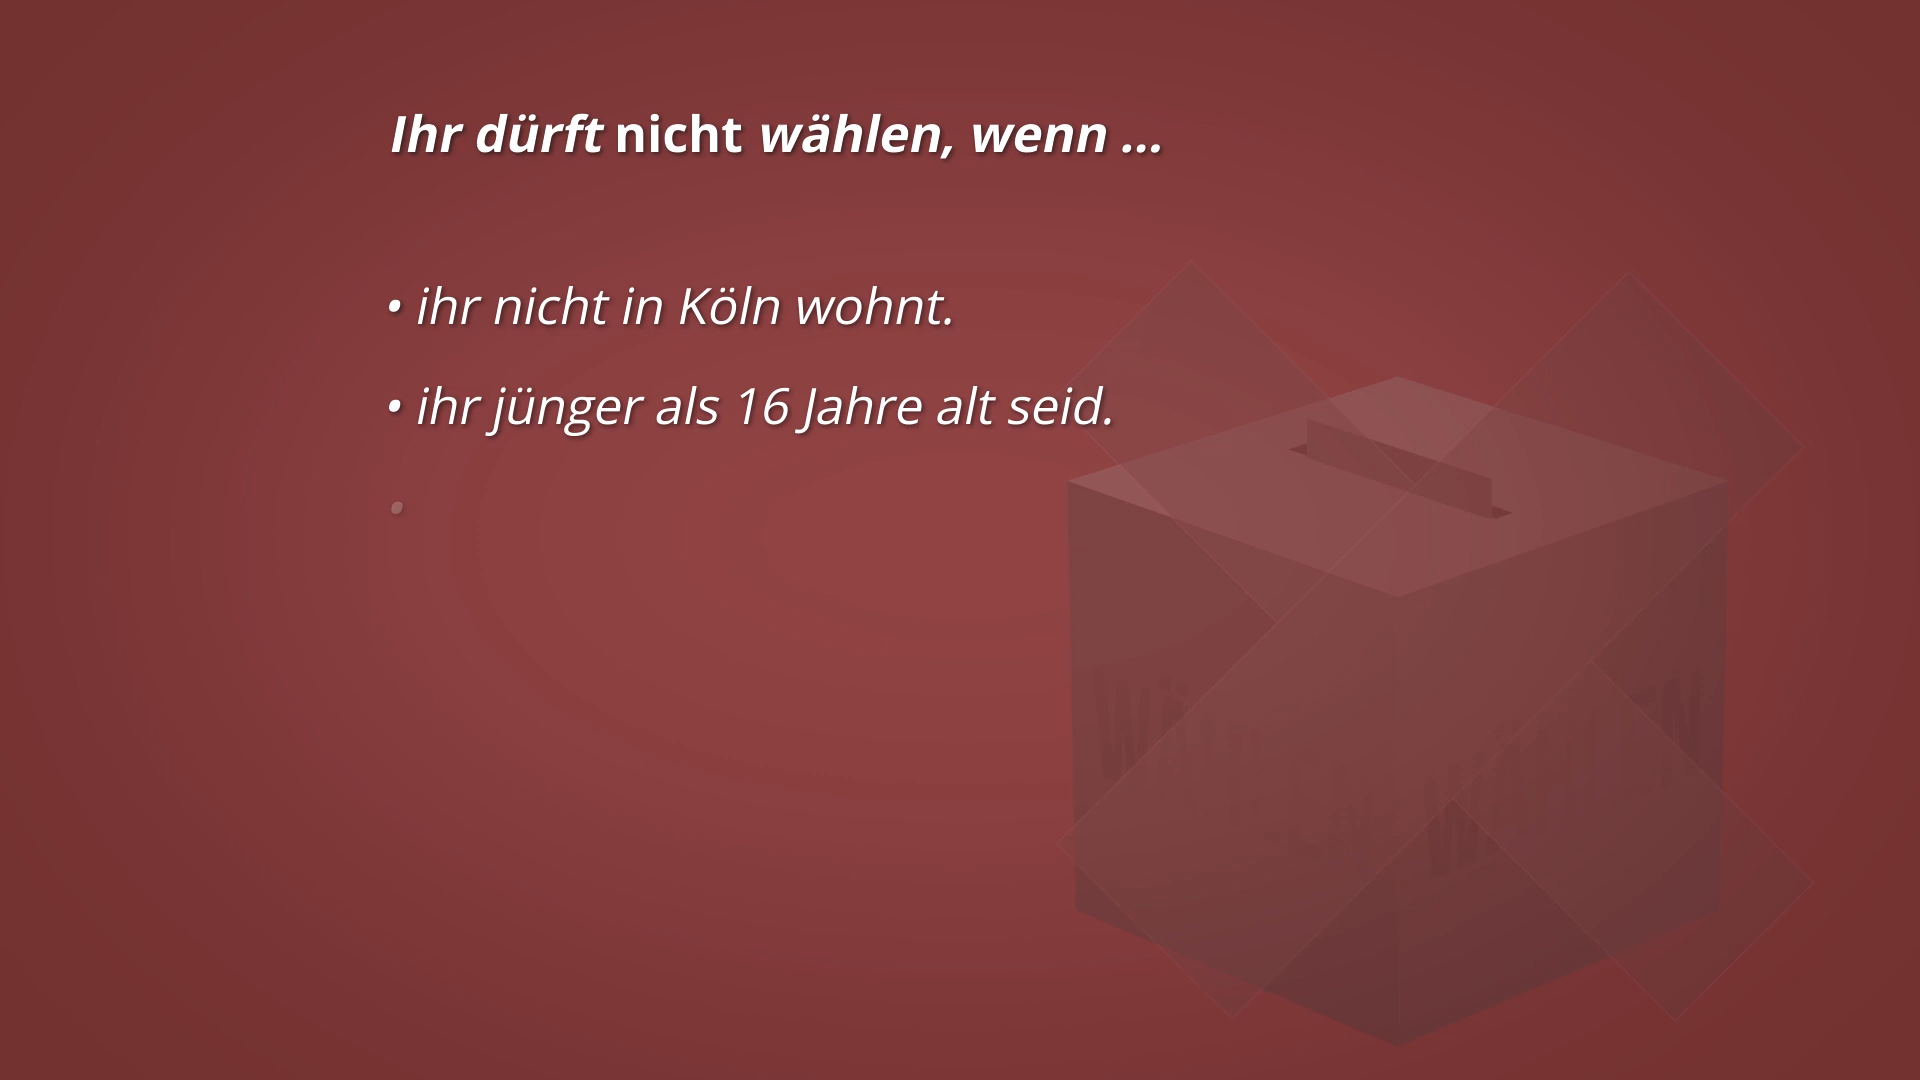 Ihr dürft nicht wählen, wenn ...
• ihr nicht in Köln wohnt.
• ihr jünger als 16 Jahre alt seid.
•